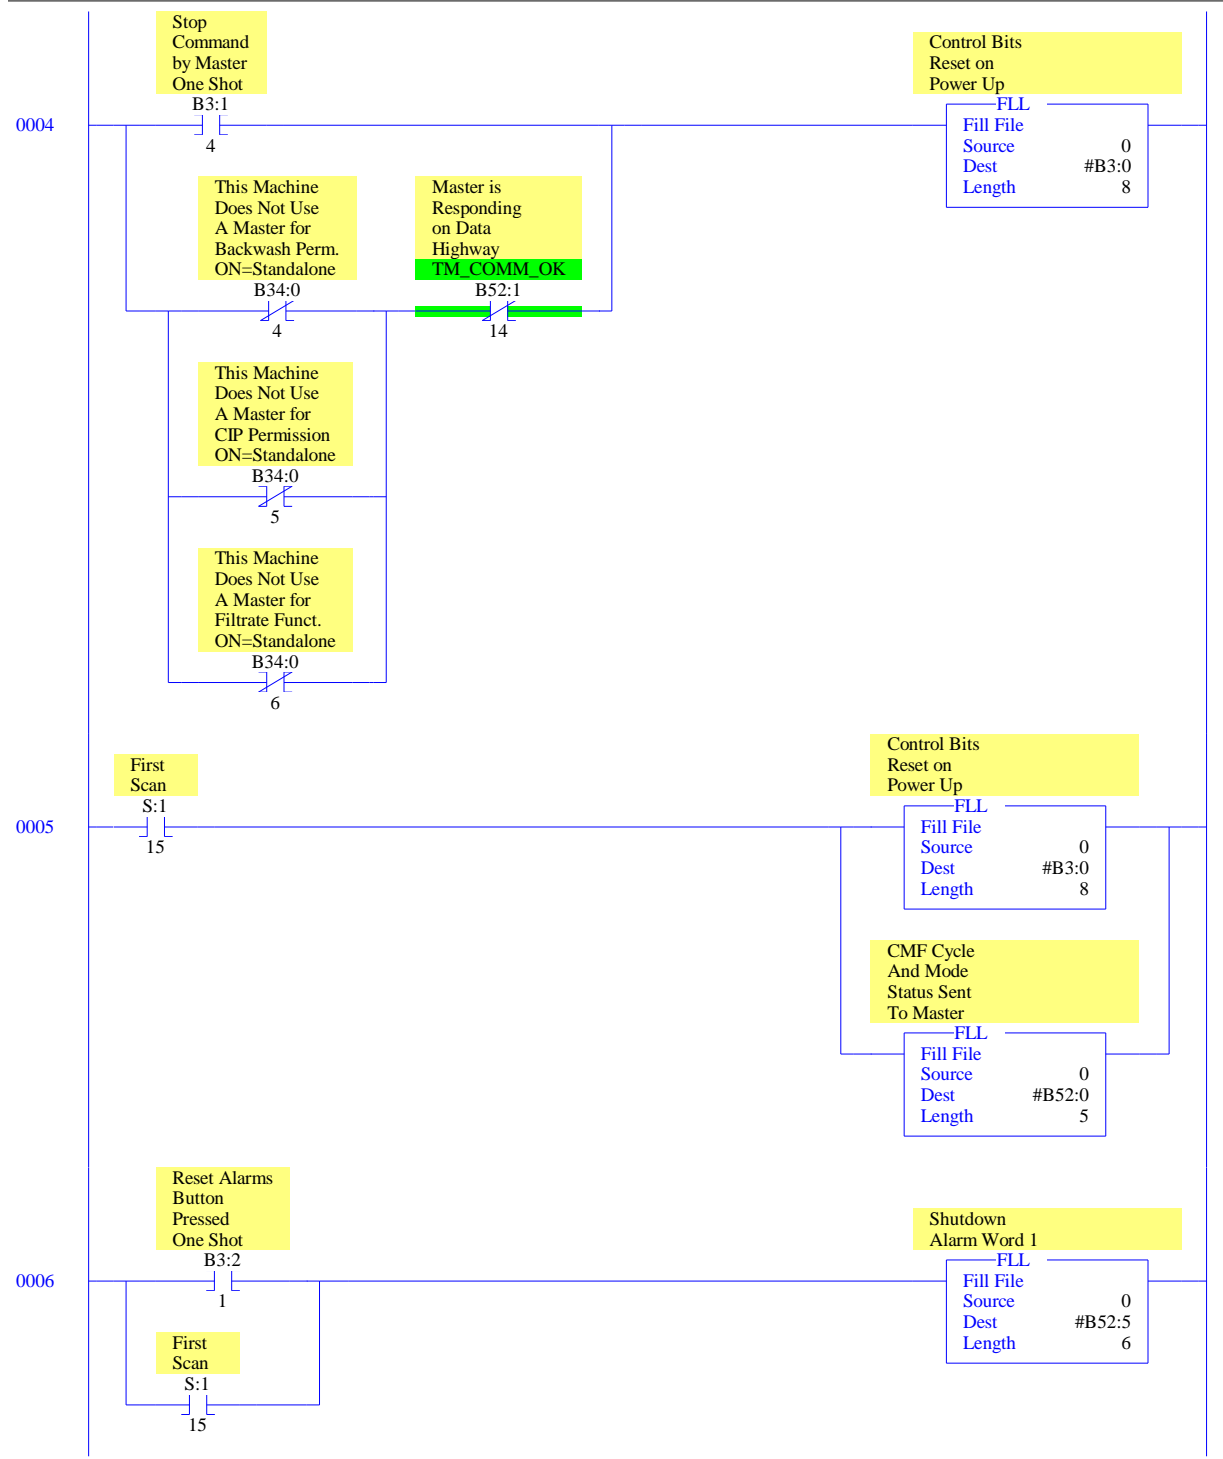 Stop
Command
by Master
One Shot
B3:1
4
Control Bits
Reset on
Power Up
FLL
Fill File
Source 0
Dest #B3:0
Length 8
0004
This Machine
Does Not Use
A Master for
Backwash Perm.
ON=Standalone
B34:0
4
Master is
Responding
on Data
Highway
TM_COMM_OK
B52:1
14
This Machine
Does Not Use
A Master for
CIP Permission
ON=Standalone
B34:0
5
This Machine
Does Not Use
A Master for
Filtrate Funct.
ON=Standalone
B34:0
6
0005
First
Scan
S:1
15
Control Bits
Reset on
Power Up
FLL
Fill File
Source 0
Dest #B3:0
Length 8
CMF Cycle
And Mode
Status Sent
To Master
FLL
Fill File
Source 0
Dest #B52:0
Length 5
0006
Reset Alarms
Button
Pressed
One Shot
B3:2
1
Shutdown
Alarm Word 1
FLL
Fill File
Source 0
Dest #B52:5
Length 6
First
Scan
S:1
15